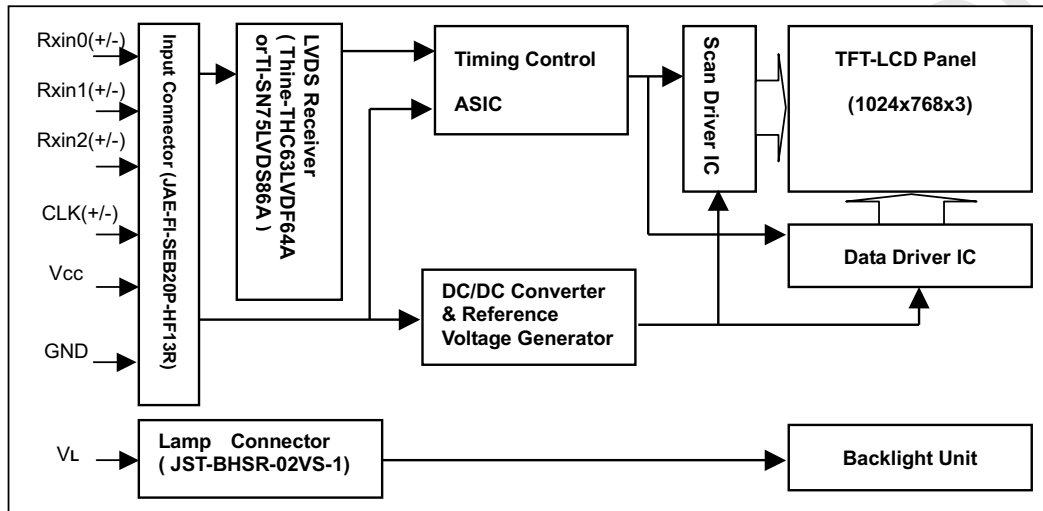 Rxin0(+/-)
Rxin1(+/-)
Rxin2(+/-)
CLK(+/-)
Vcc
GND
Input Connector (JAE-FI-SEB20P-HF13R)
LVDS Receiver
( Thine-THC63LVDF64A
orTI-SN75LVDS86A )
Timing Control
ASIC
Scan Driver IC
TFT-LCD Panel
(1024x768x3)
Data Driver IC
DC/DC Converter
& Reference
Voltage Generator
VL
Lamp Connector
( JST-BHSR-02VS-1)
Backlight Unit